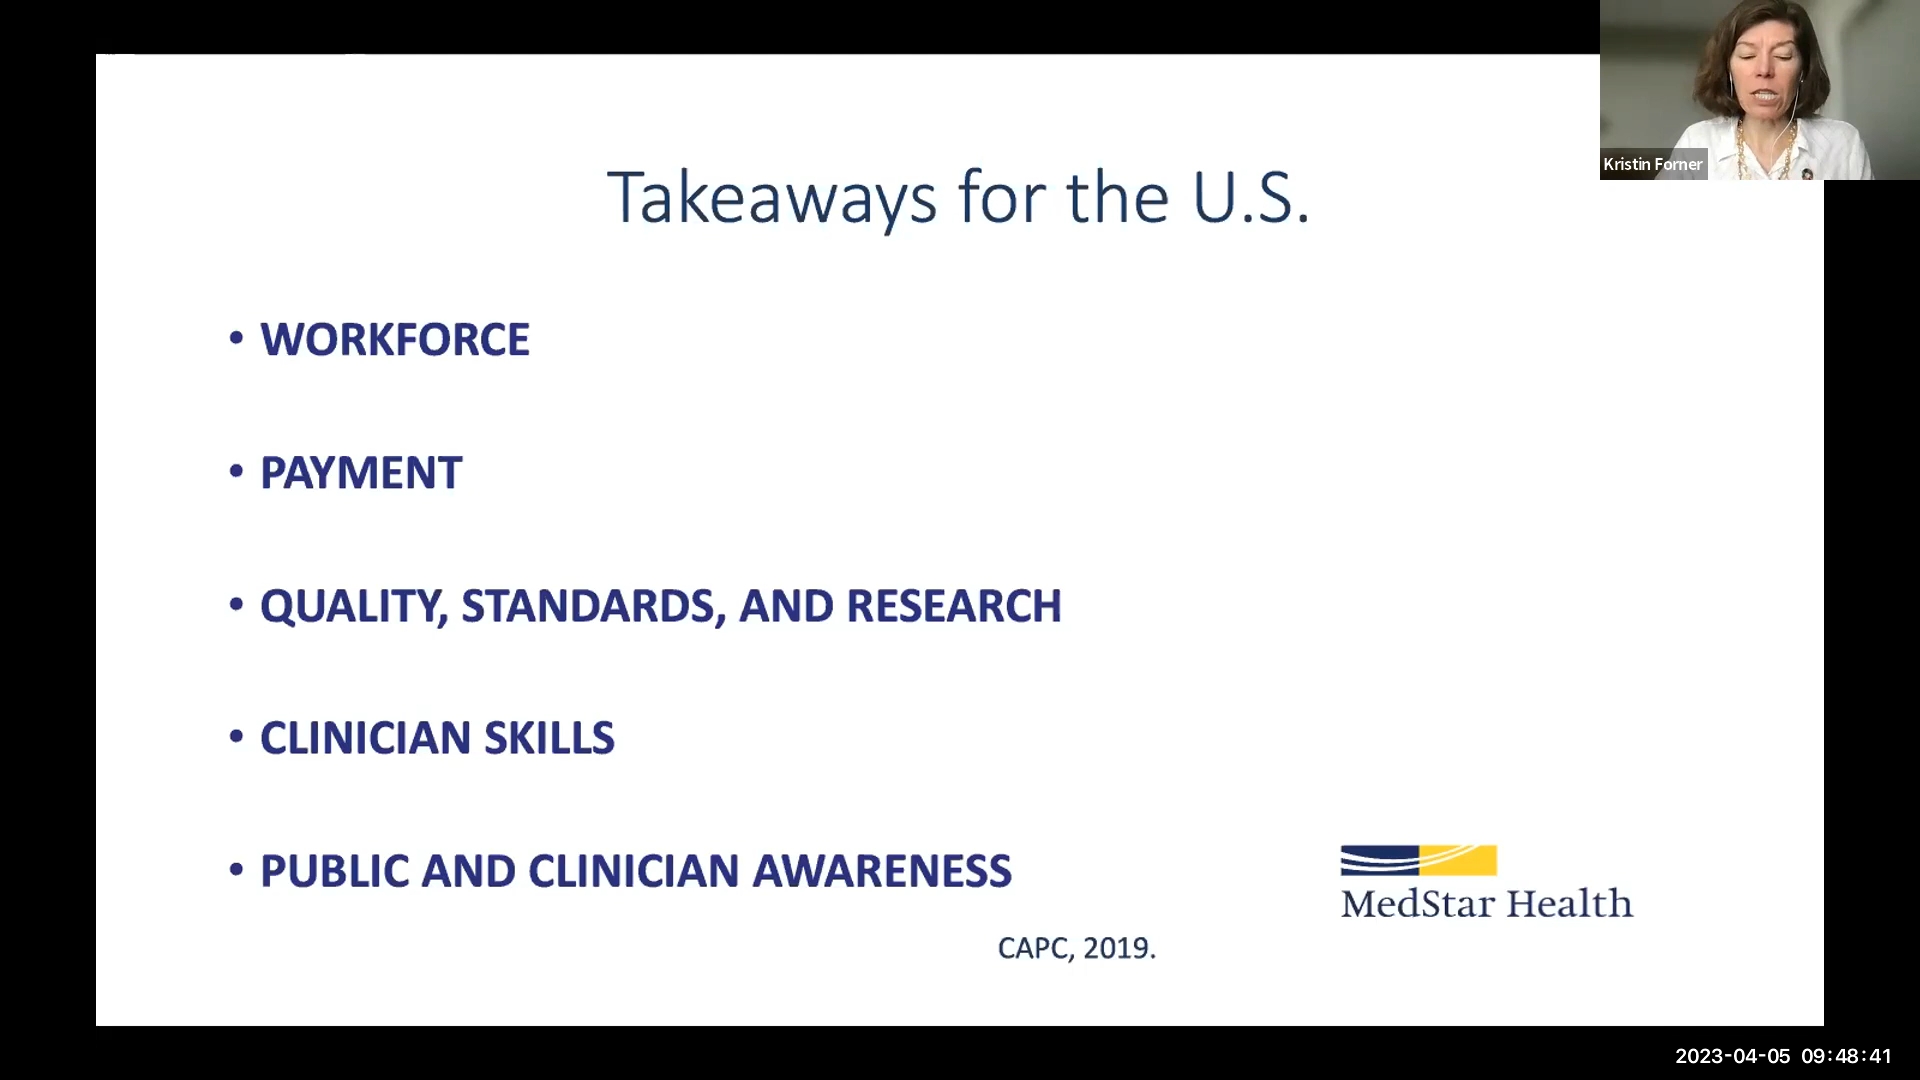 Kristin Forner
Takeaways for the U.S.
• WORKFORCE
• PAYMENT
• QUALITY, STANDARDS, AND RESEARCH
• CLINICIAN SKILLS
• PUBLIC AND CLINICIAN AWARENESS
MedStar Health
CAPC, 2019.
2023-04-05 09:48:41